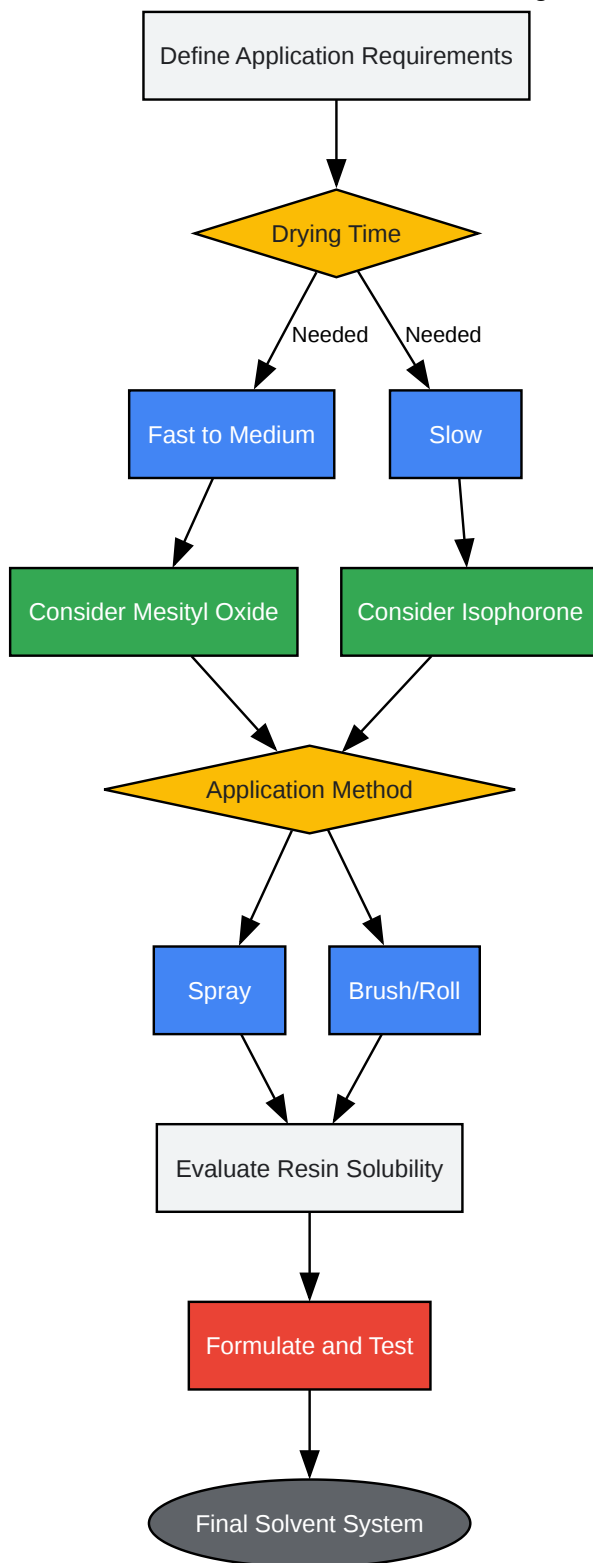 Define Application Requirements
Drying Time
Needed
Needed
Fast to Medium
Slow
Consider Mesityl Oxide
Consider Isophorone
Application Method
Spray
Brush/Roll
Evaluate Resin Solubility
Formulate and Test
Final Solvent System